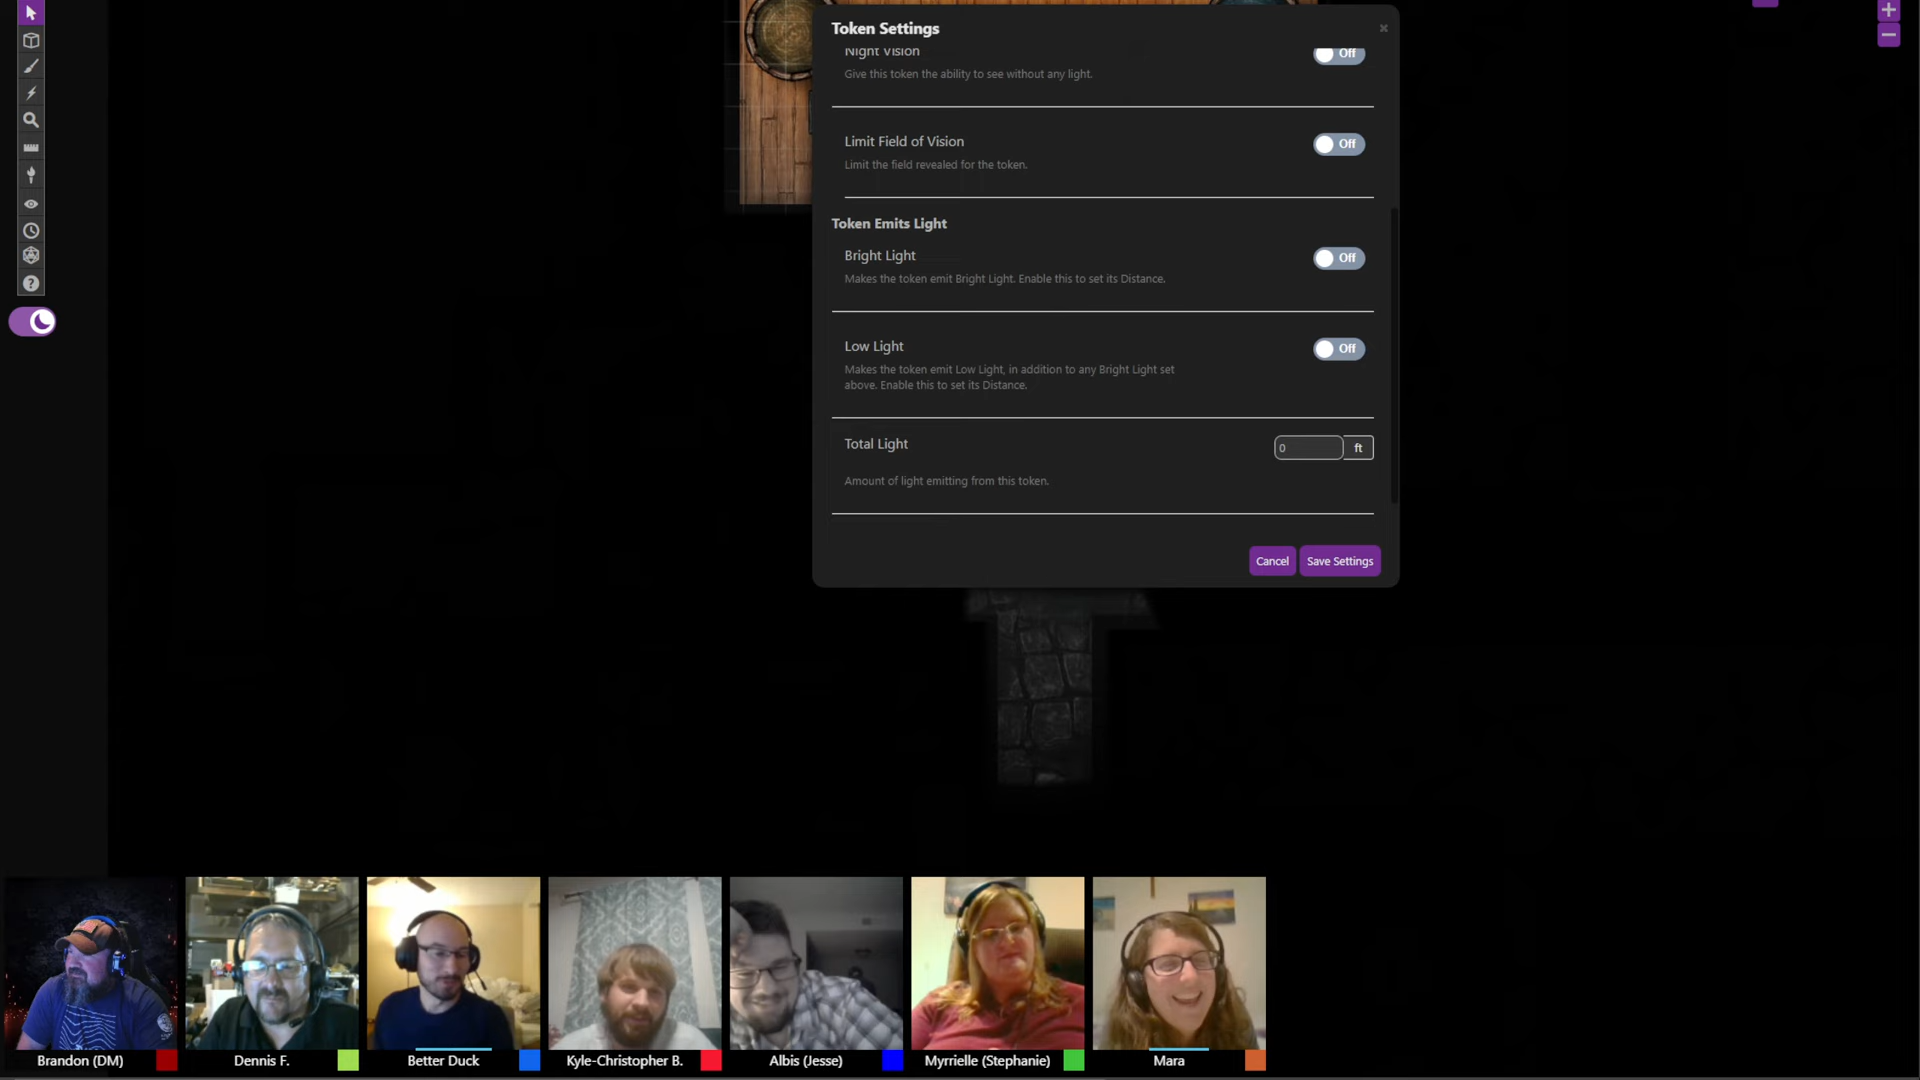 Token Settings
Night Vision
Off
Give this token the ability to see without any light.
Limit Field of Vision
Off
Limit the field revealed for the token.
Token Emits Light
Bright Light
Off
Makes the token emit Bright Light. Enable this to set its Distance.
Low Light
Off
Makes the token emit Low Light, in addition to any Bright Light set
above. Enable this to set its Distance.
Total Light
0
ft
Amount of light emitting from this token.
Cancel
Save Settings
Brandon (DM)
Dennis F.
Better Duck
Kyle-Christopher B.
Albis (Jesse)
Myrrielle (Stephanie)
Mara